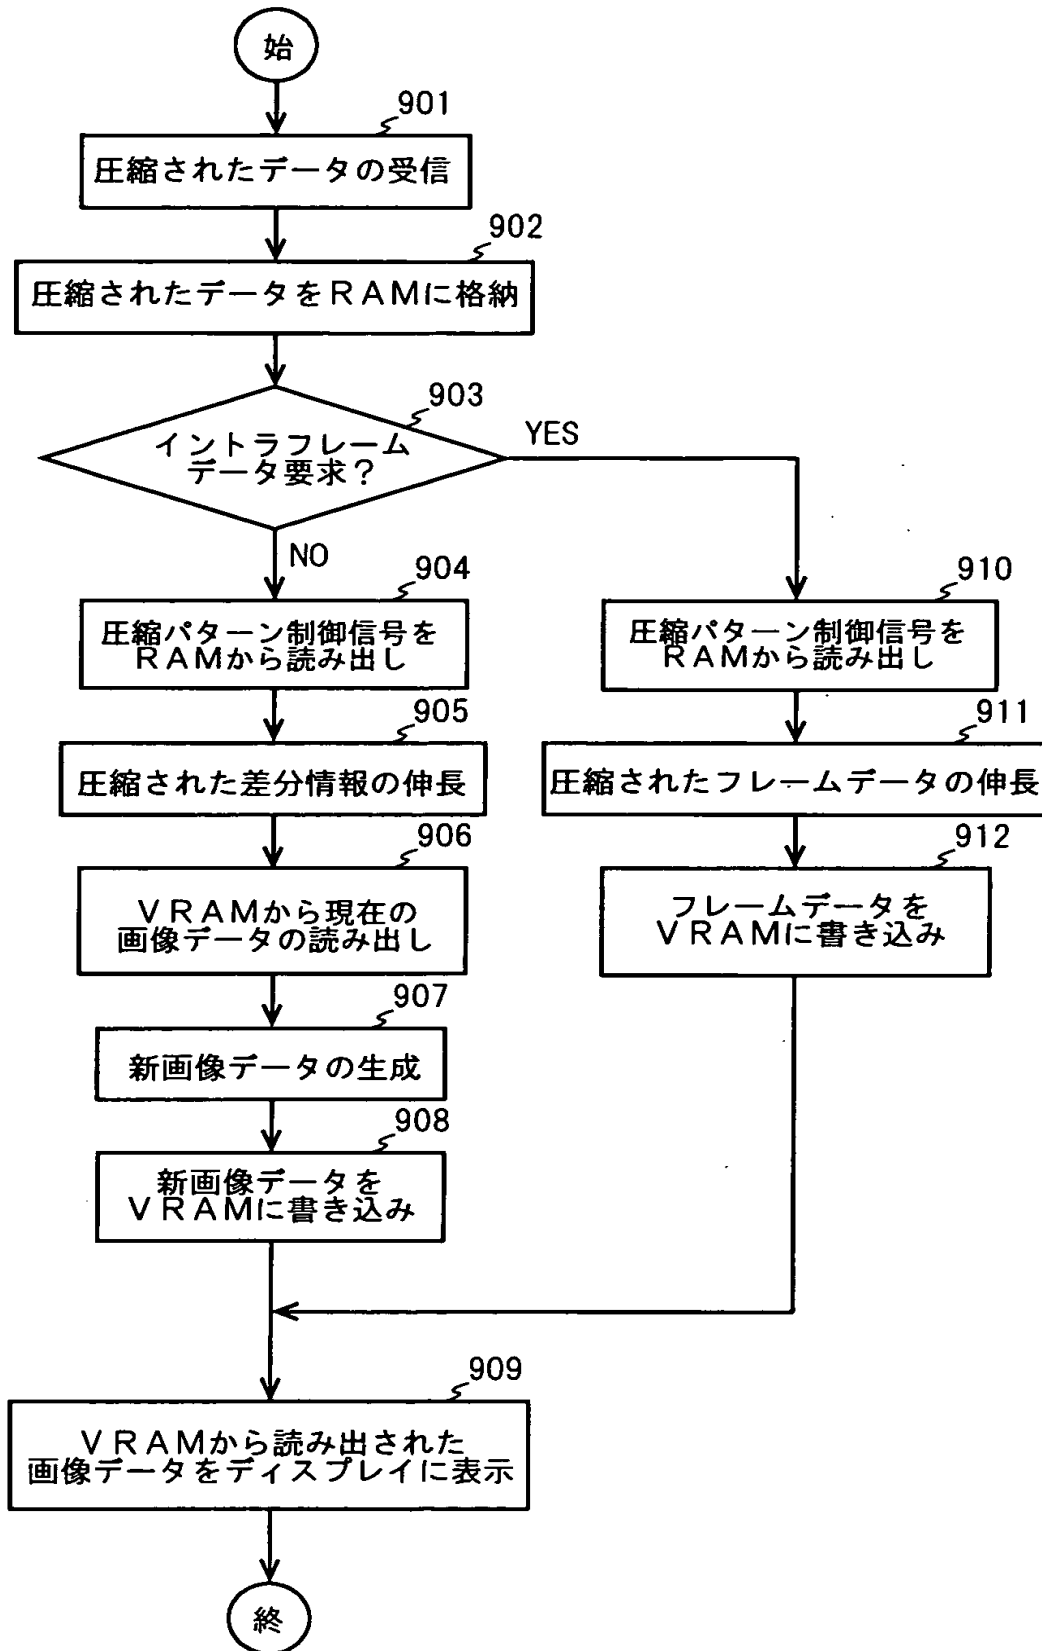 始
901
圧縮されたデータの受信
902
圧縮されたデータをRAMに格納
903
イントラフレーム
データ要求?
YES
NO
904
圧縮パターン制御信号を
RAMから読み出し
905
圧縮された差分情報の伸長
906
VRAMから現在の
画像データの読み出し
907
新画像データの生成
908
新画像データを
VRAMに書き込み
910
圧縮パターン制御信号を
RAMから読み出し
911
圧縮されたフレームデータの伸長
912
フレームデータを
VRAMに書き込み
909
VRAMから読み出された
画像データをディスプレイに表示
終